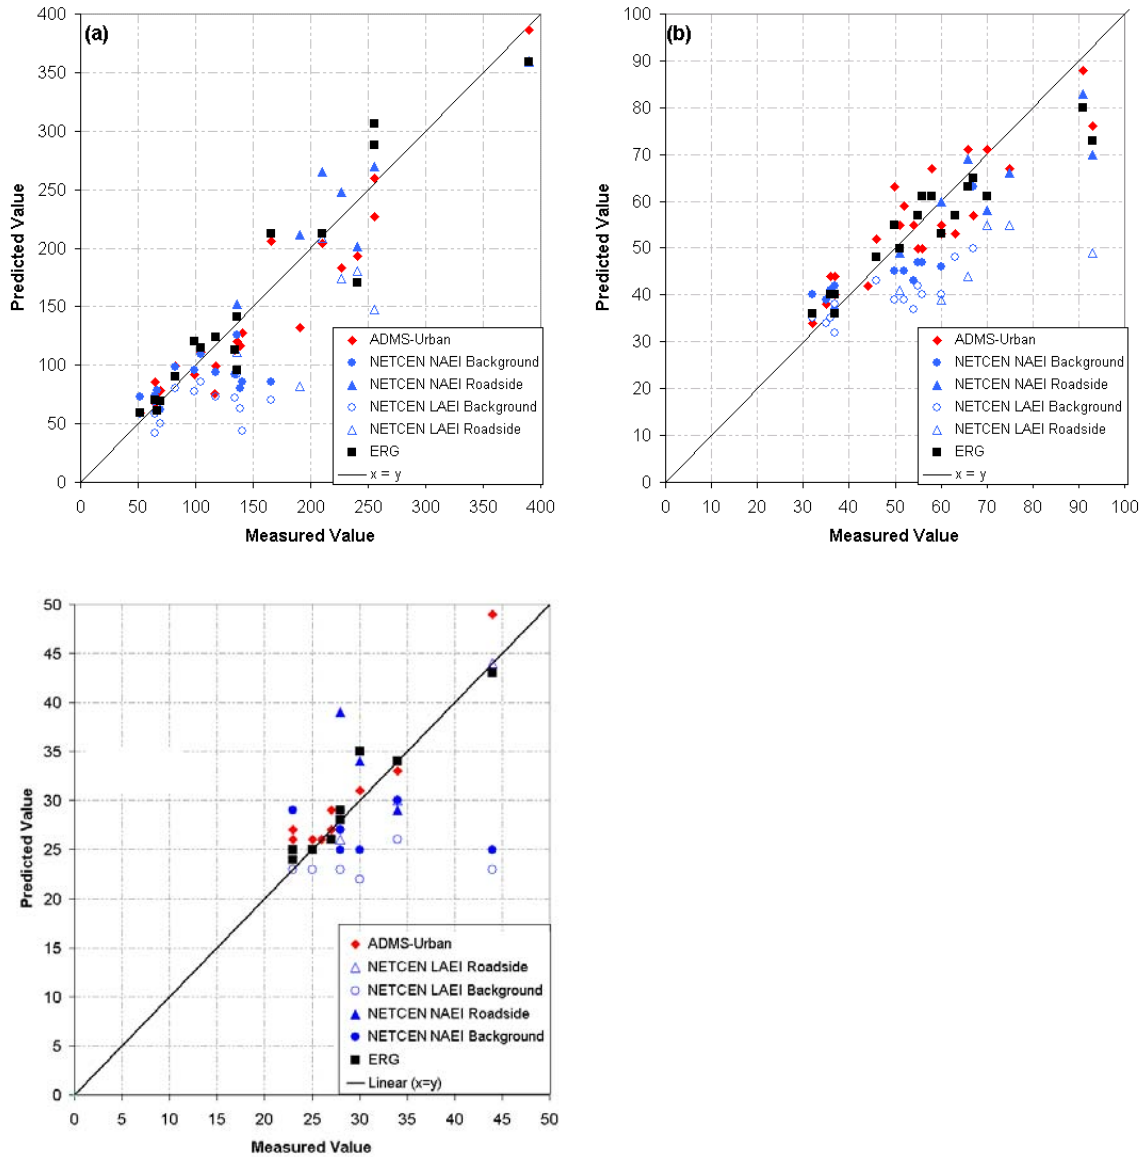 (a)
400
350
300
250
200
150
100
50
0
Predicted Value
ADMS-Urban
NETCEN NAEI Background
NETCEN NAEI Roadside
NETCEN LAEI Background
NETCEN LAEI Roadside
ERG
x = y
0 50 100 150 200 250 300 350 400
Measured Value
(b)
100
90
80
70
60
50
40
30
20
10
0
Predicted Value
ADMS-Urban
NETCEN NAEI Background
NETCEN NAEI Roadside
NETCEN LAEI Background
NETCEN LAEI Roadside
ERG
x = y
0 10 20 30 40 50 60 70 80 90 100
Measured Value
50
45
40
35
30
25
20
15
10
5
0
Predicted Value
ADMS-Urban
NETCEN LAEI Roadside
NETCEN LAEI Background
NETCEN NAEI Roadside
NETCEN NAEI Background
ERG
Linear (x=y)
0 5 10 15 20 25 30 35 40 45 50
Measured Value